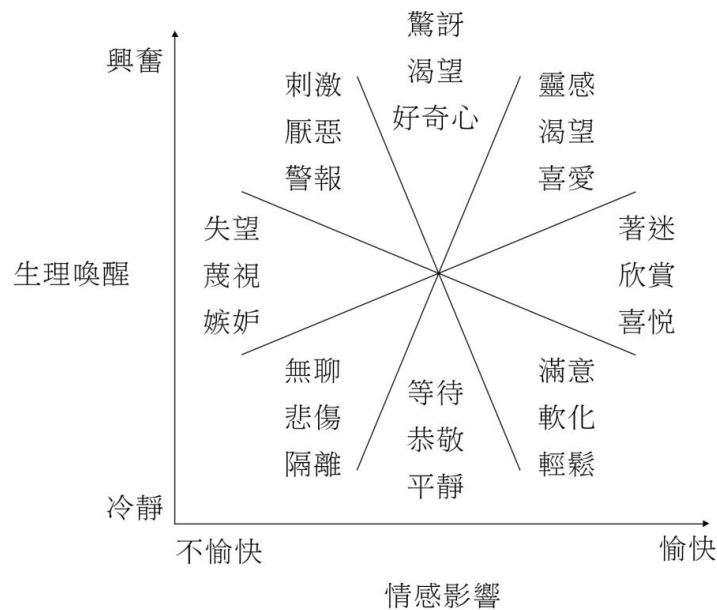 驚訝
渴望
好奇心
興奮
刺激
厭惡
警報
靈感
渴望
喜愛
失望
蔑視
嫉妒
生理喚醒
著迷
欣賞
喜悅
無聊
悲傷
隔離
等待
恭敬
平靜
滿意
軟化
輕鬆
冷靜
不愉快
愉快
情感影響